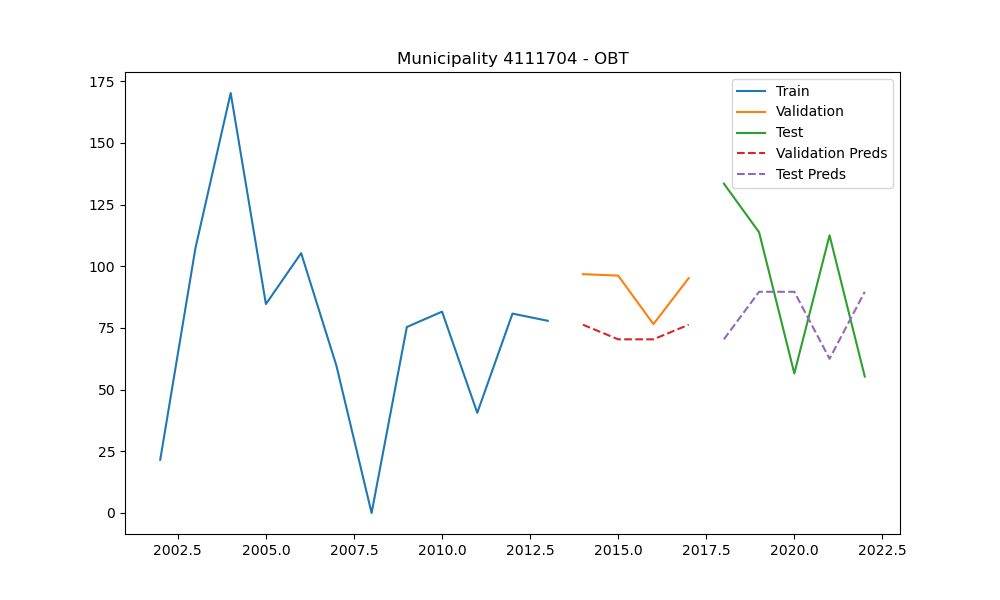 Municipality 4111704 - OBT
175
150
125
100
75
50
25
0
Train
Validation
Test
Validation Preds
Test Preds
2002.5 2005.0 2007.5 2010.0 2012.5 2015.0 2017.5 2020.0 2022.5